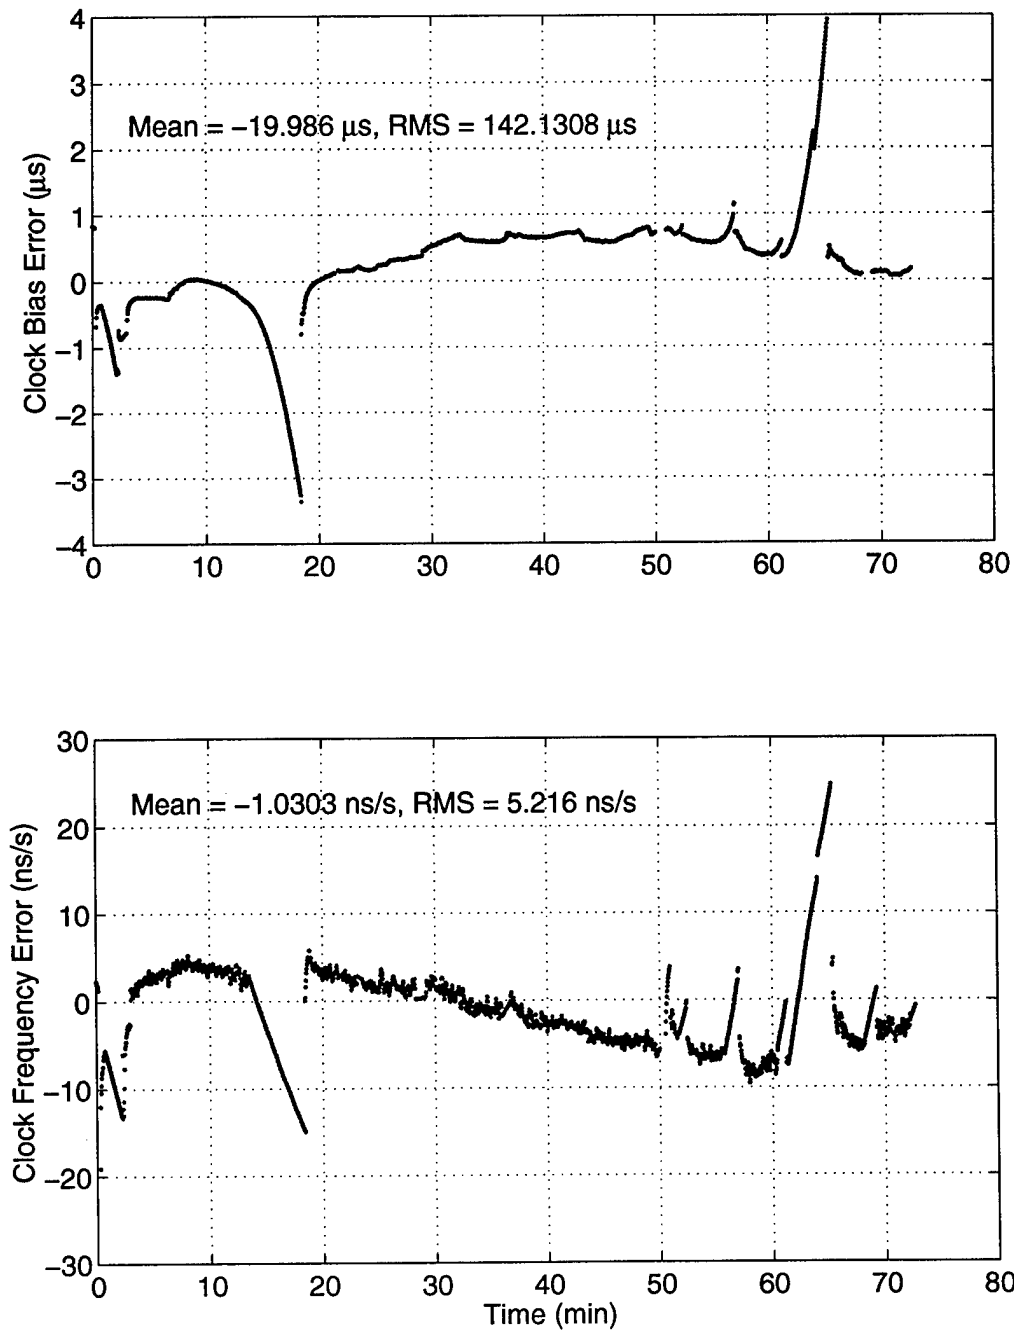 4
3
Mean = −19.986 μs, RMS = 142.1308 μs
2
1
0
−1
−2
−3
−4
Clock Bias Error (μs)
0 10 20 30 40 50 60 70 80
30
Mean = −1.0303 ns/s, RMS = 5.216 ns/s
20
10
0
−10
−20
−30
Clock Frequency Error (ns/s)
0 10 20 30 40 50 60 70 80
Time (min)